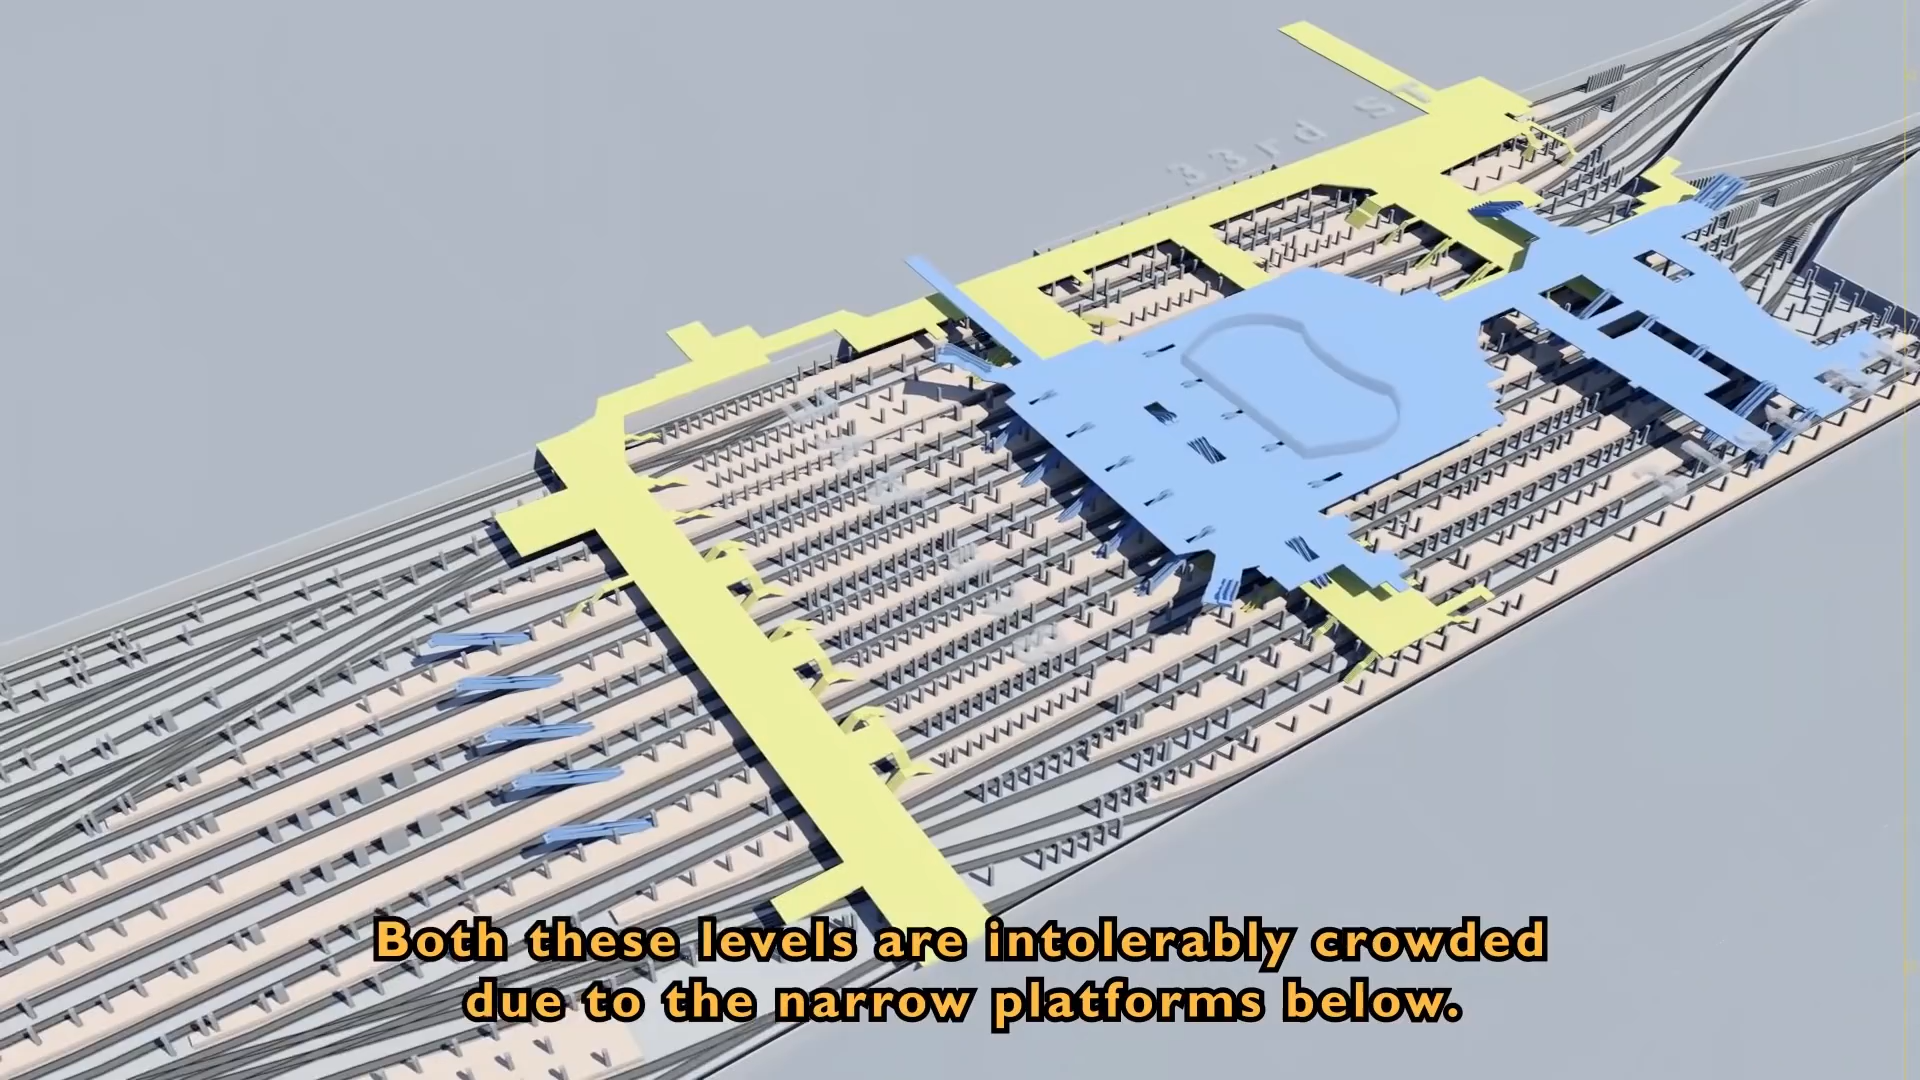 33rd ST
Both these levels are intolerably crowded
due to the narrow platforms below.